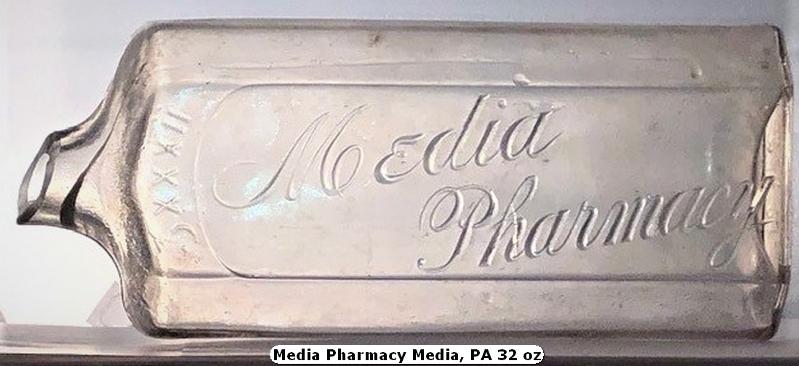 XXXII
Media
Pharmacy
Media Pharmacy Media, PA 32 oz